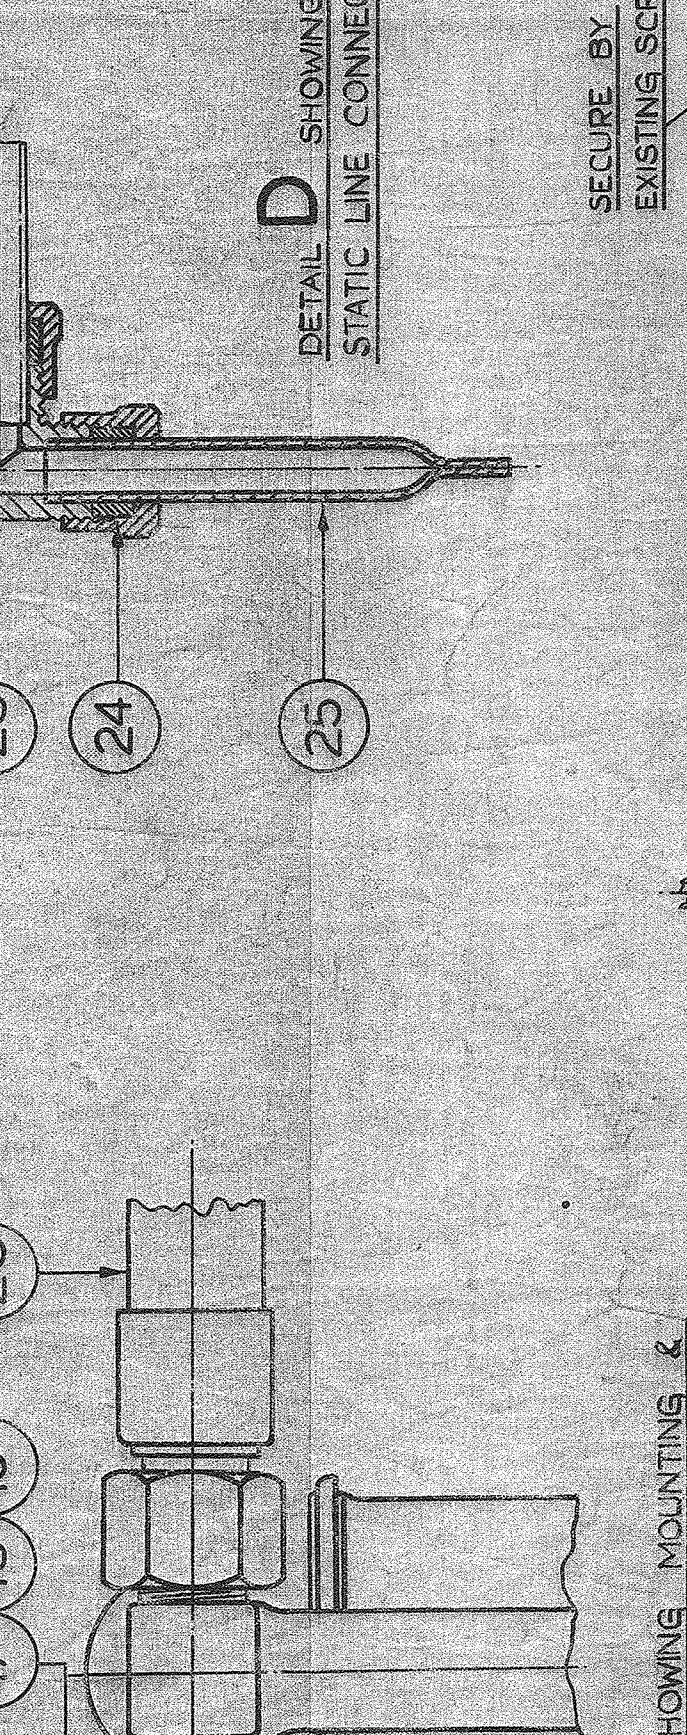 DETAIL D SHOWING
STATIC LINE CONNEC
SECURE BY
EXISTING SCR
24
25
HOWING MOUNTING &